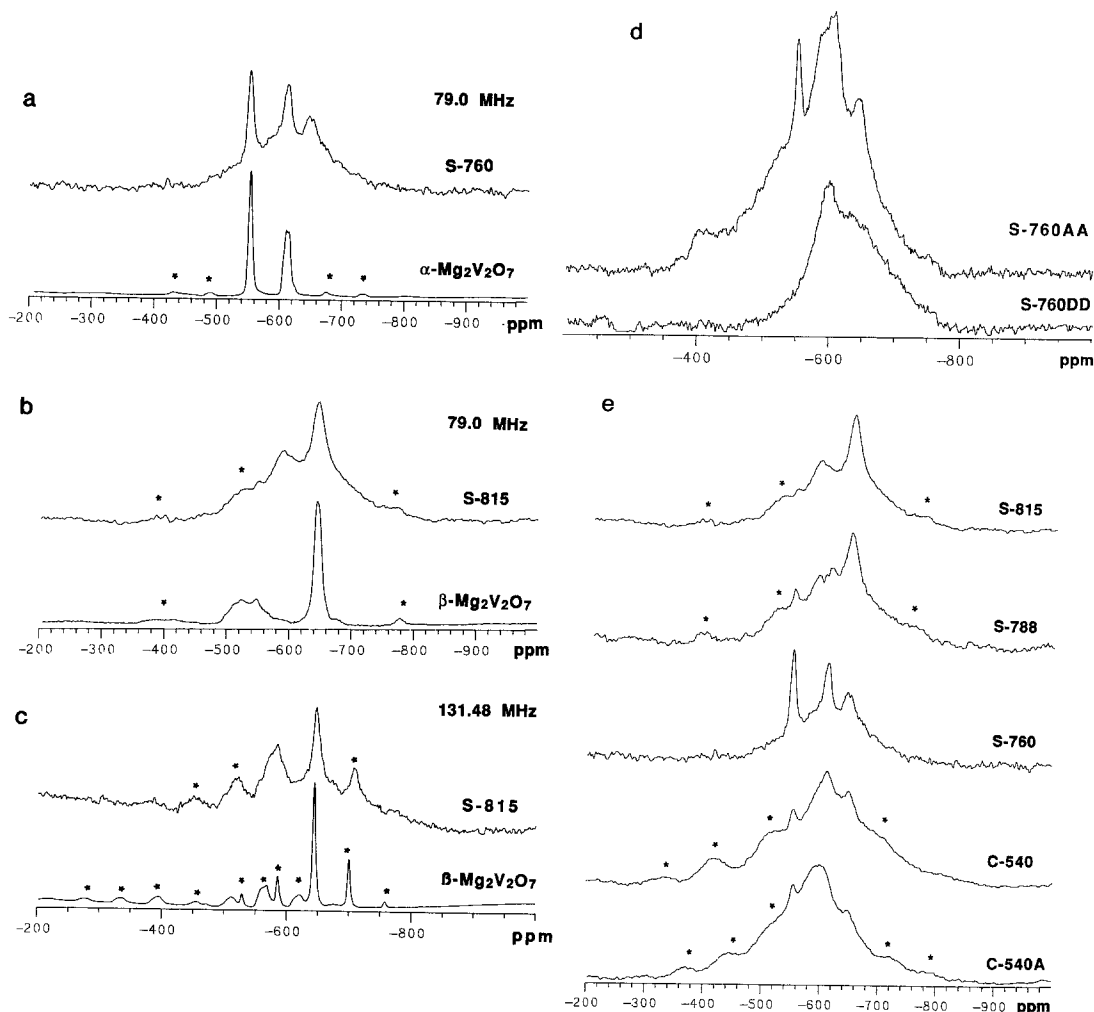 a
79.0 MHz
S-760
α-Mg₂V₂O₇
* * * *
-200 -300 -400 -500 -600 -700 -800 -900 ppm
b
79.0 MHz
S-815
* * *
β-Mg₂V₂O₇
* *
-200 -300 -400 -500 -600 -700 -800 -900 ppm
c
131.48 MHz
* * * *
S-815
ß-Mg₂V₂O₇
* * * * * * * * * *
-200 -400 -600 -800 ppm
d
S-760AA
S-760DD
-400 -600 -800 ppm
e
* * *
S-815
* * *
S-788
S-760
* * * *
C-540
* * * * *
C-540A
-200 -300 -400 -500 -600 -700 -800 -900 ppm